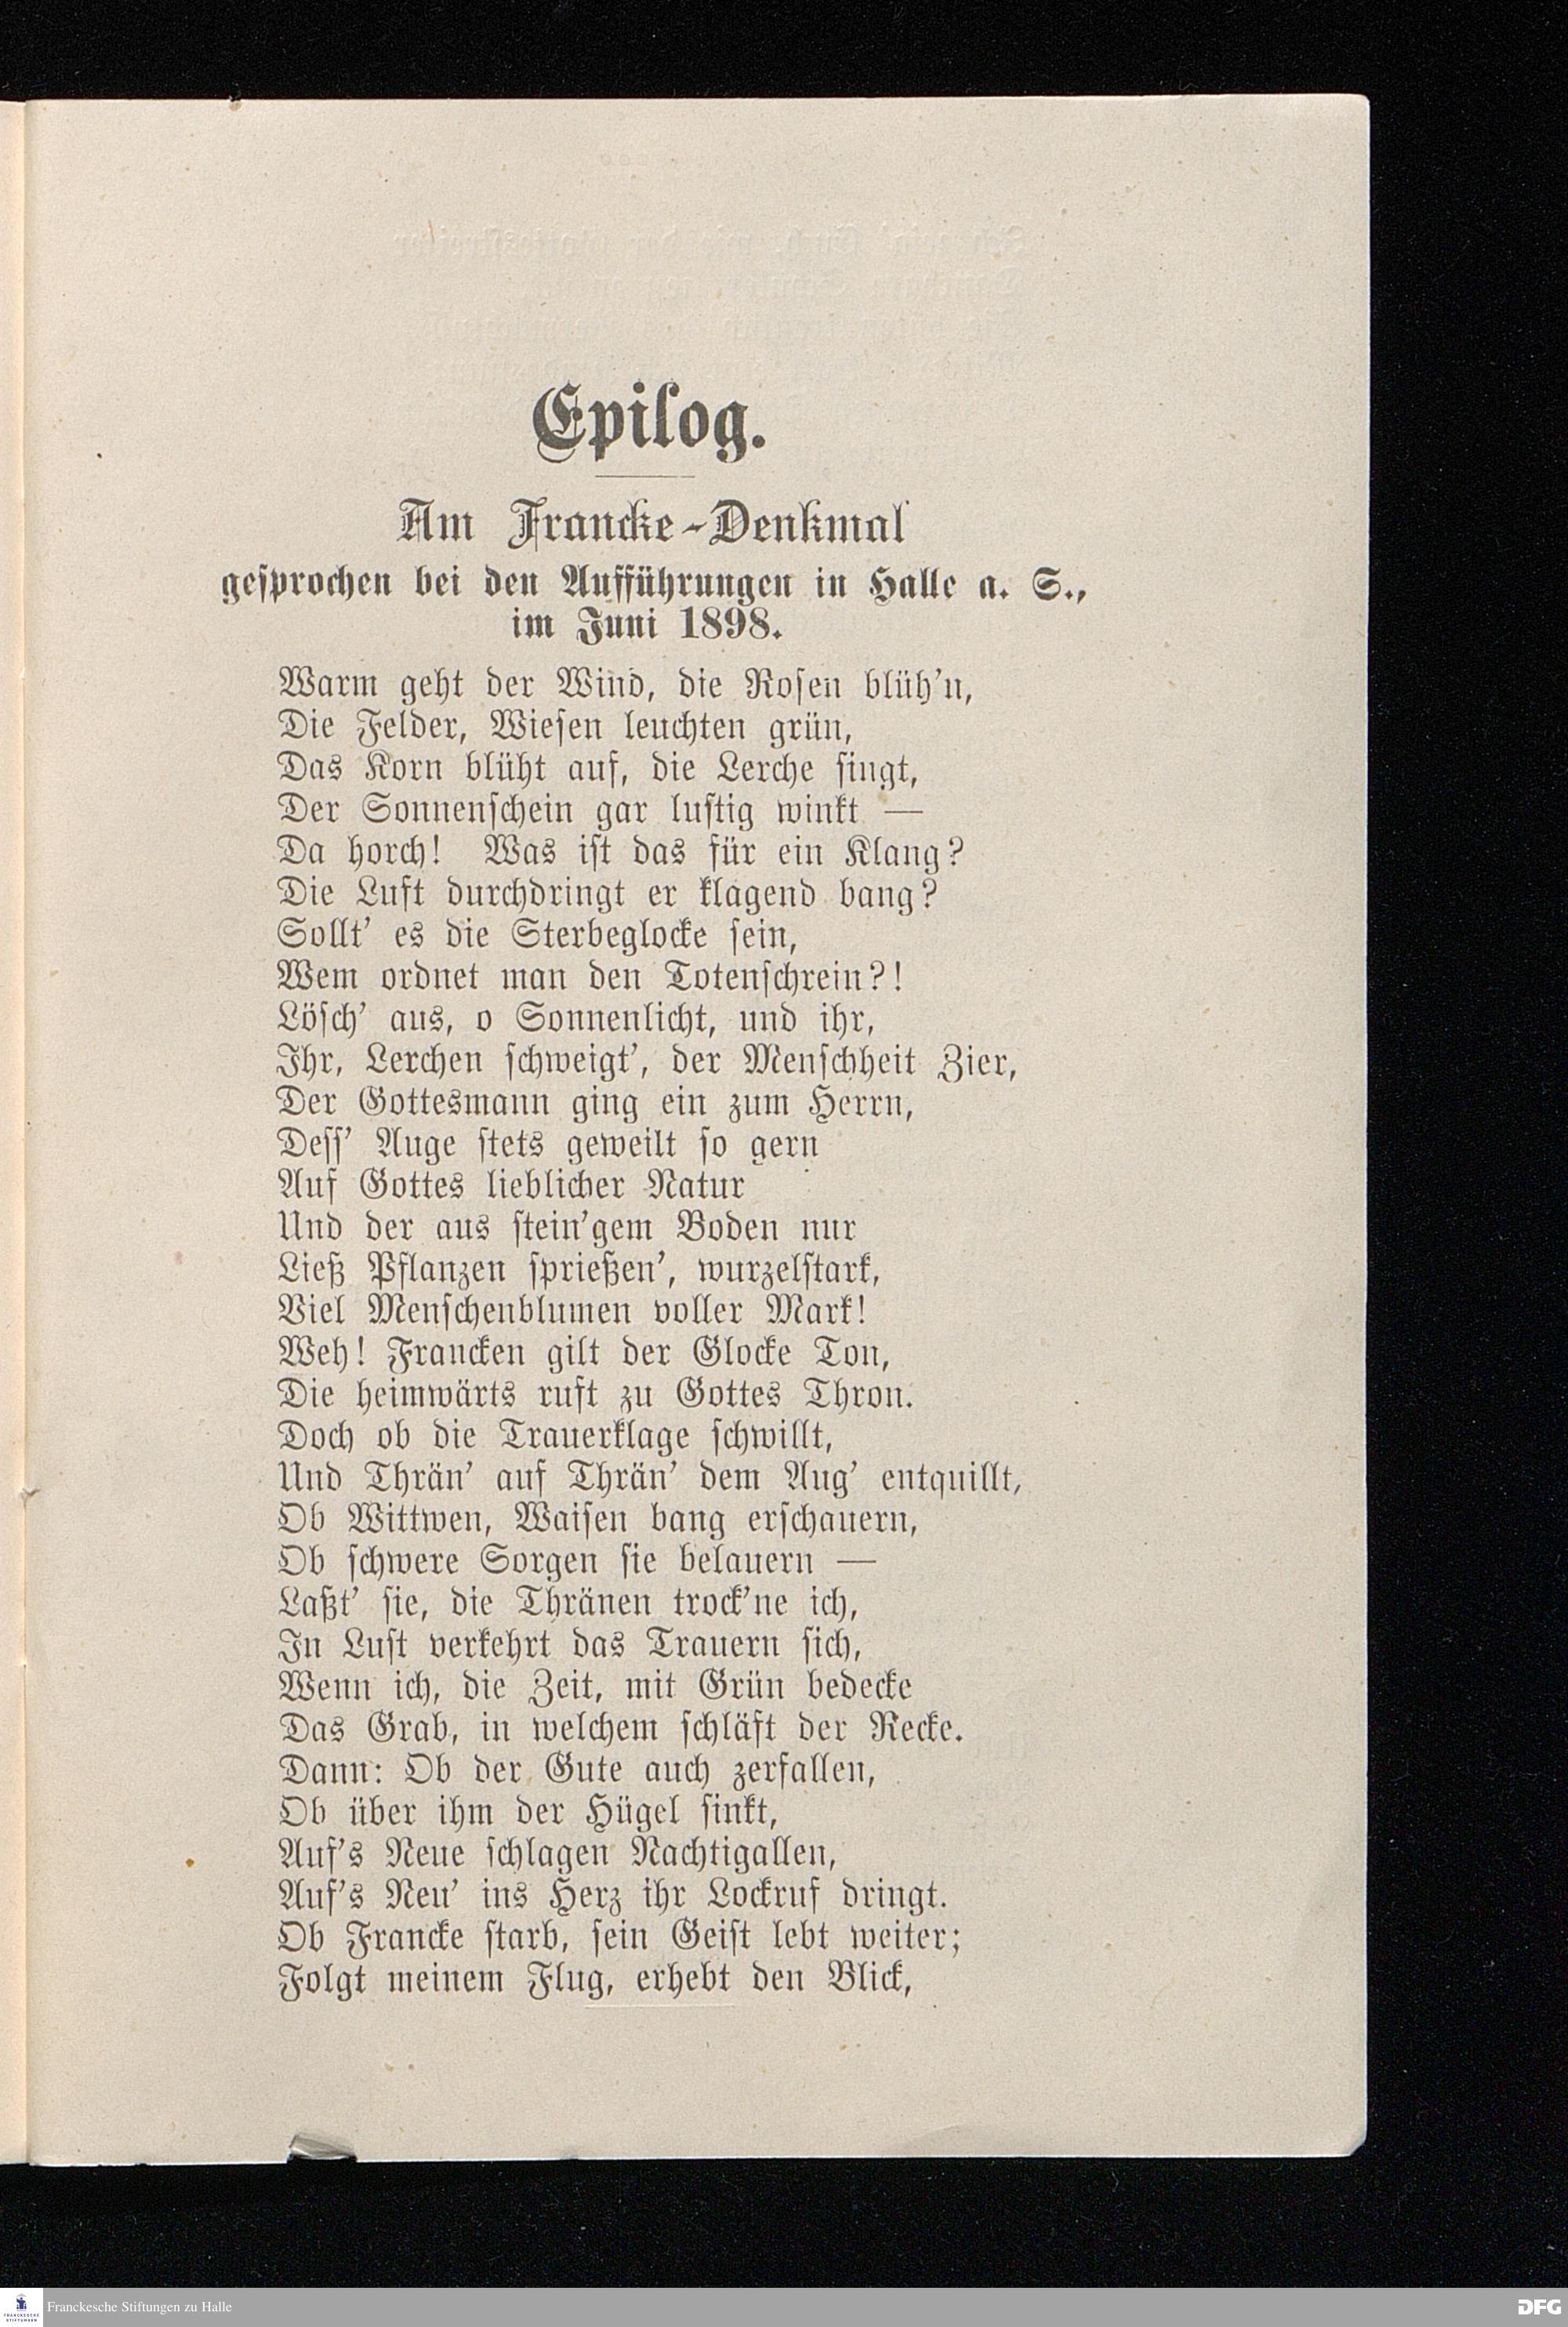 Epilog.
Am Francke-Denkmal
gesprochen bei den Aufführungen in Halle a. S.,
im Juni 1898.
Warm geht der Wind, die Rosen blüh'n,
Die Felder, Wiesen leuchten grün,
Das Korn blüht auf, die Lerche singt,
Der Sonnenschein gar lustig winkt —
Da horch! Was ist das für ein Klang?
Die Luft durchdringt er klagend bang?
Sollt' es die Sterbeglocke sein,
Wem ordnet man den Totenschrein?!
Lösch' aus, o Sonnenlicht, und ihr,
Ihr, Lerchen schweigt', der Menschheit Zier,
Der Gottesmann ging ein zum Herrn,
Dess' Auge stets geweilt so gern
Auf Gottes lieblicher Natur
Und der aus stein'gem Boden nur
Ließ Pflanzen sprießen', wurzelstark,
Viel Menschenblumen voller Mark!
Weh! Francken gilt der Glocke Ton,
Die heimwärts ruft zu Gottes Thron.
Doch ob die Trauerklage schwillt,
Und Thrän' auf Thrän' dem Aug' entquillt,
Ob Wittwen, Waisen bang erschauern,
Ob schwere Sorgen sie belauern —
Laßt' sie, die Thränen trock'ne ich,
In Lust verkehrt das Trauern sich,
Wenn ich, die Zeit, mit Grün bedecke
Das Grab, in welchem schläft der Recke.
Dann: Ob der Gute auch zerfallen,
Ob über ihm der Hügel sinkt,
Auf's Neue schlagen Nachtigallen,
Auf's Neu' ins Herz ihr Lockruf dringt.
Ob Francke starb, sein Geist lebt weiter;
Folgt meinem Flug, erhebt den Blick,
FRANCKESCHE
STIFTUNGEN
Franckesche Stiftungen zu Halle
DFG